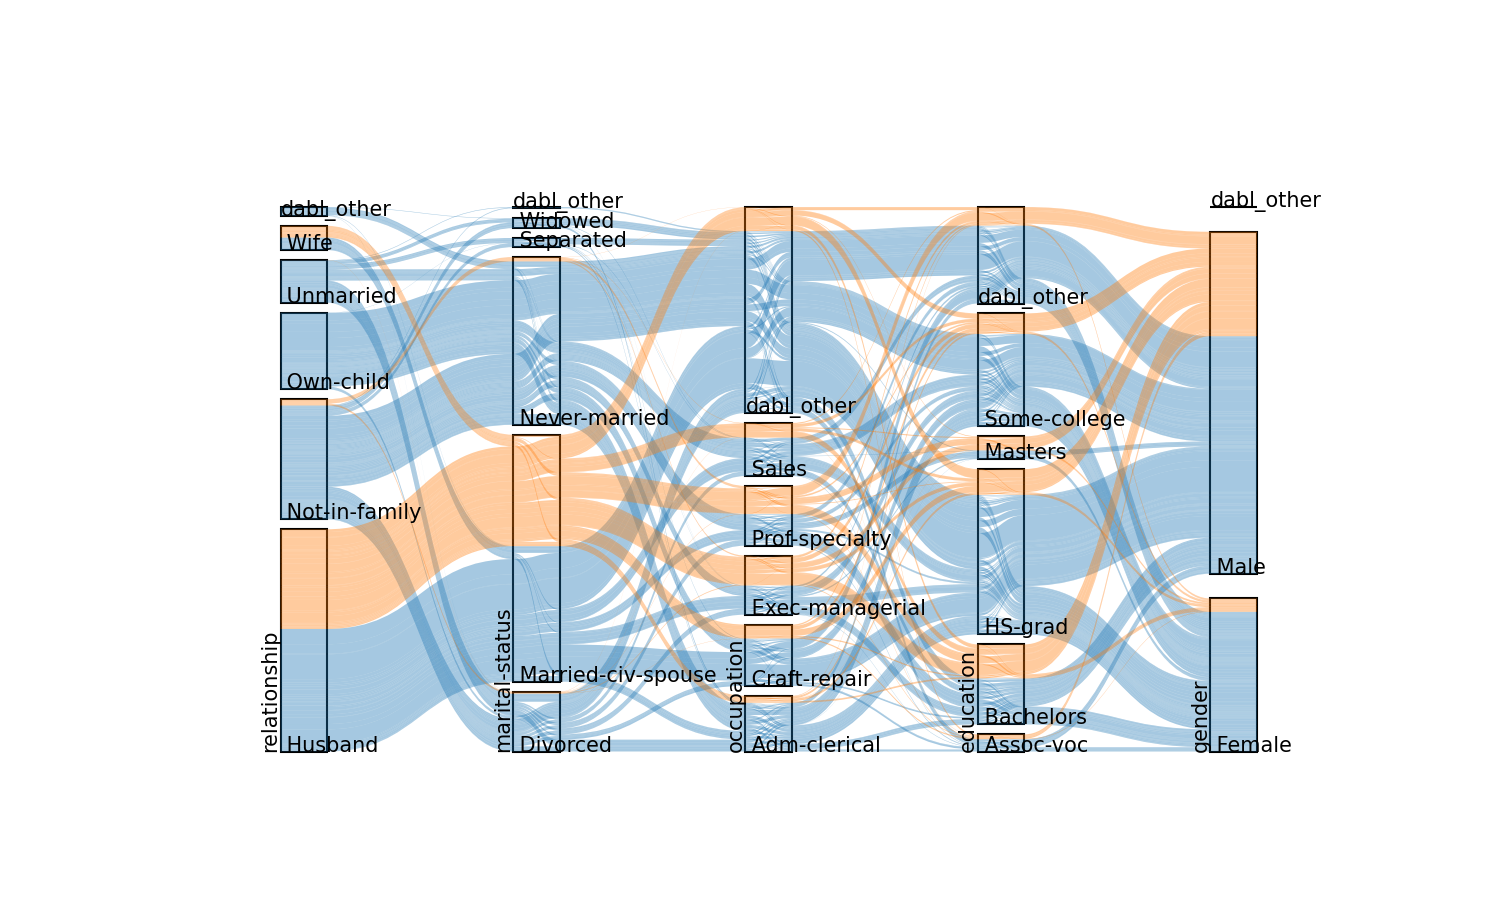 relationship
dabl_other
Wife
Unmarried
Own-child
Not-in-family
Husband
marital-status
dabl_other
Widowed
Separated
Never-married
Married-civ-spouse
Divorced
occupation
dabl_other
Sales
Prof-specialty
Exec-managerial
Craft-repair
Adm-clerical
education
dabl_other
Some-college
Masters
HS-grad
Bachelors
Assoc-voc
gender
dabl_other
Male
Female